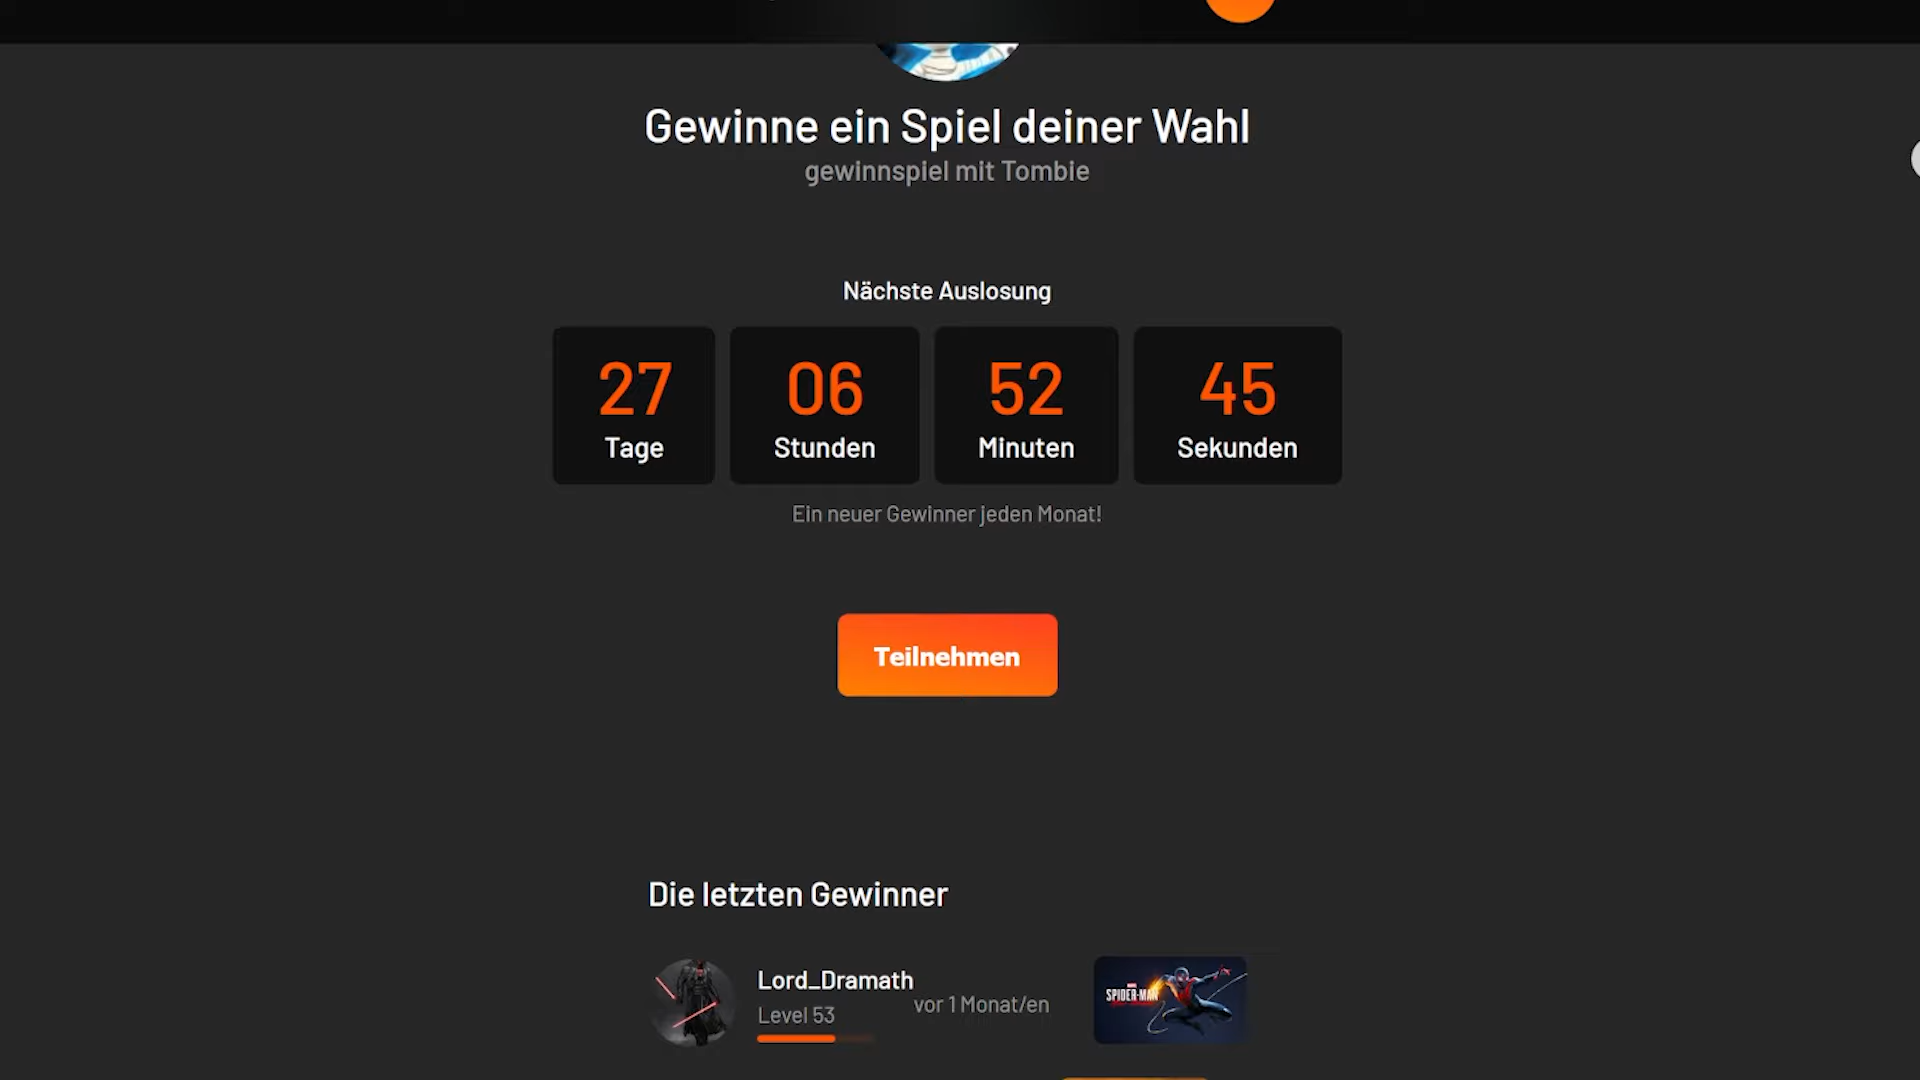 Gewinne ein Spiel deiner Wahl
gewinnspiel mit Tombie
Nächste Auslosung
27 06 52 45
Tage Stunden Minuten Sekunden
Ein neuer Gewinner jeden Monat!
Teilnehmen
Die letzten Gewinner
Lord_Dramath
vor 1 Monat/en
Level 53
SPIDER-MAN